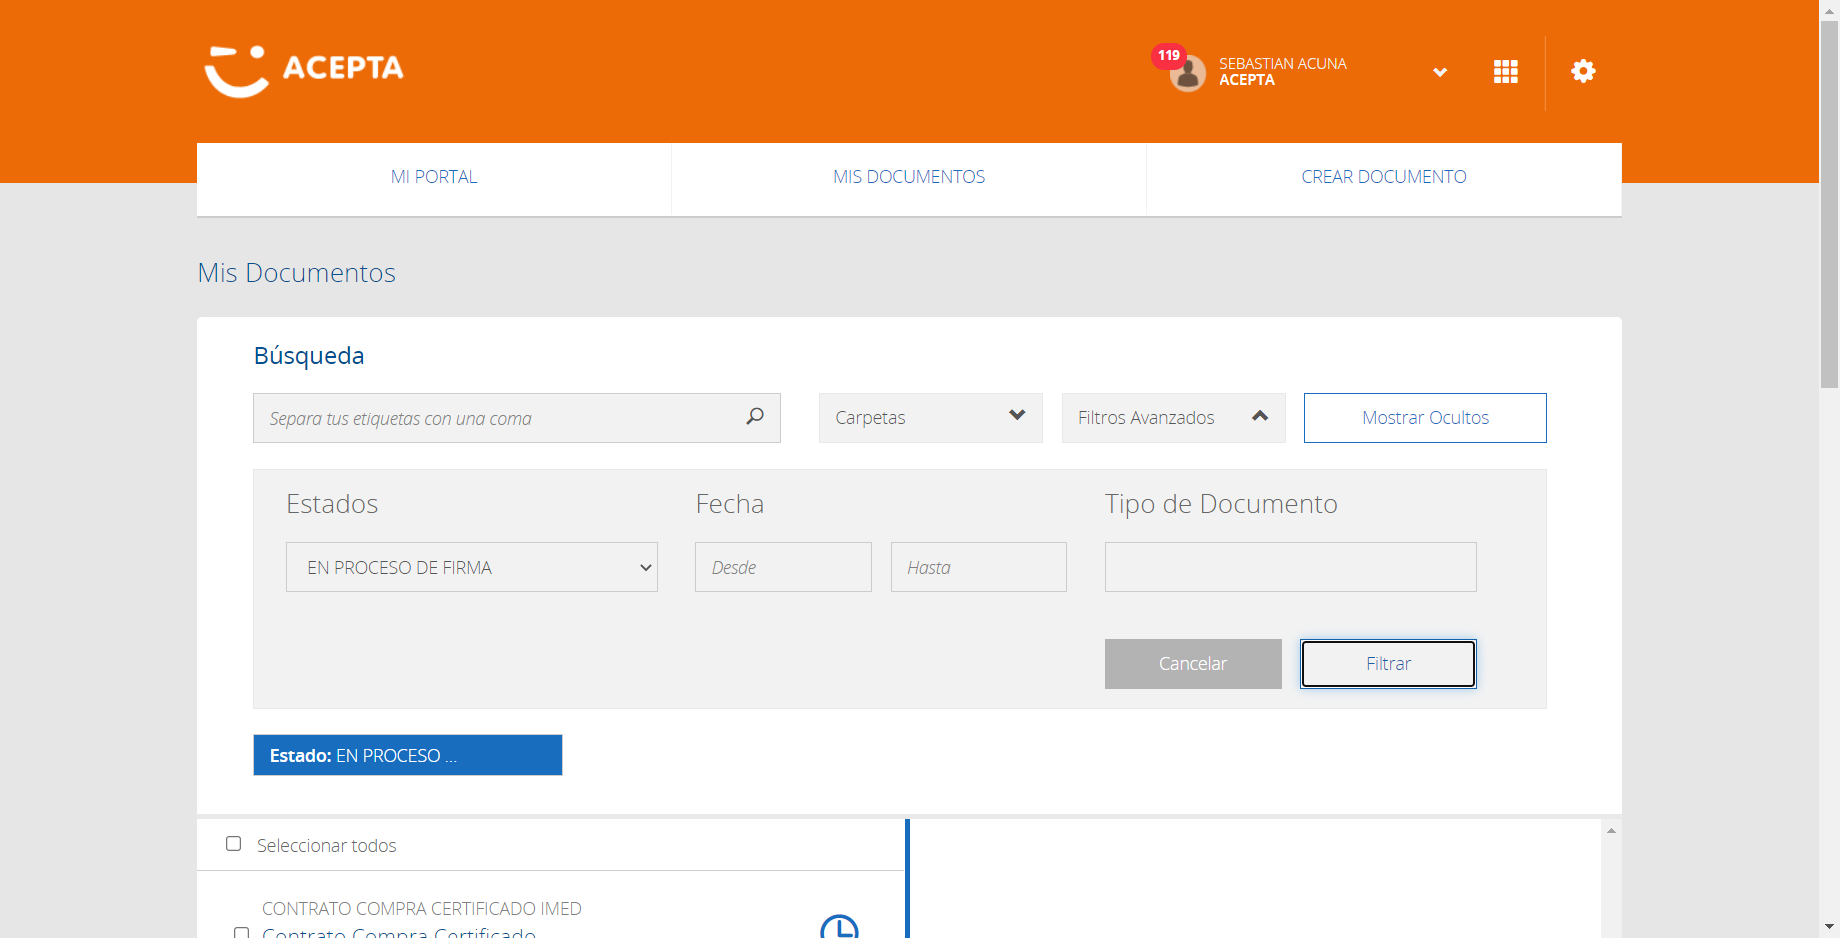 ACEPTA
119
SEBASTIAN ACUNA
ACEPTA
MI PORTAL
MIS DOCUMENTOS
CREAR DOCUMENTO
Mis Documentos
Búsqueda
Separa tus etiquetas con una coma
Carpetas
Filtros Avanzados
Mostrar Ocultos
Estados
Fecha
Tipo de Documento
EN PROCESO DE FIRMA
Desde
Hasta
Cancelar
Filtrar
Estado: EN PROCESO ...
Seleccionar todos
CONTRATO COMPRA CERTIFICADO IMED
Contrato Compra Certificado